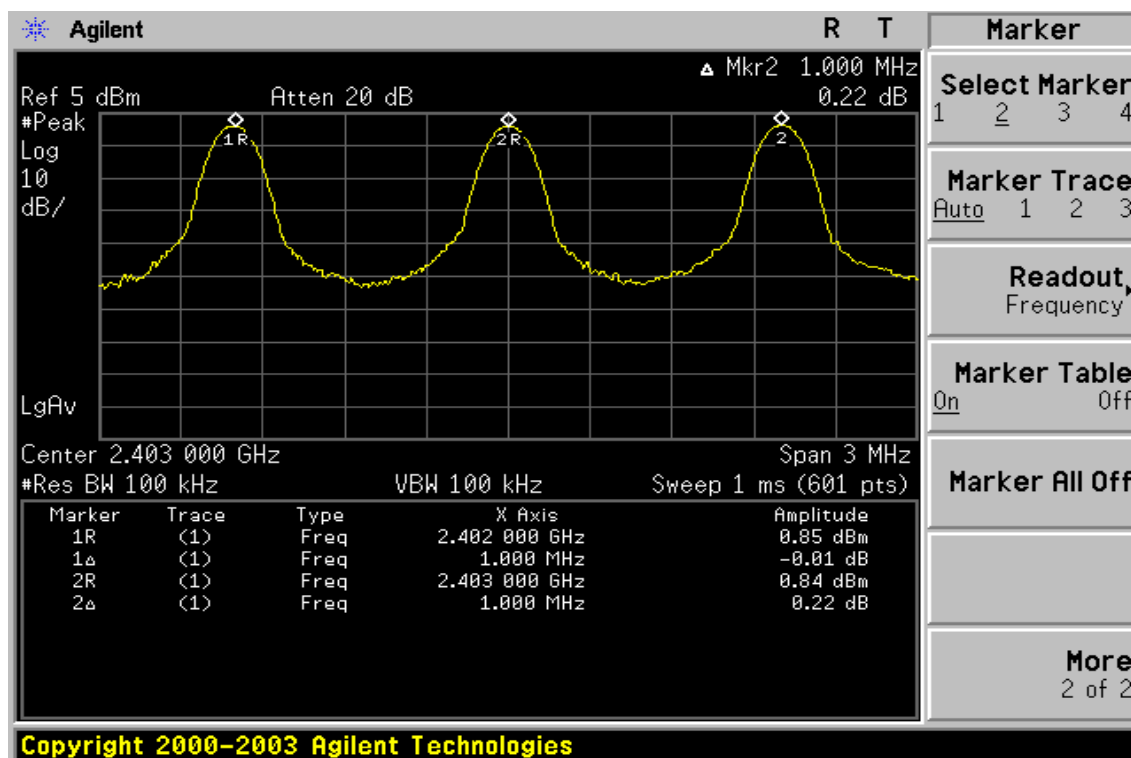 Agilent R T Marker
▵ Mkr2 1.000 MHz
Ref 5 dBm Atten 20 dB 0.22 dB
#Peak
Log
10
dB/
1R 2R 2
LgAv
Center 2.403 000 GHz Span 3 MHz
#Res BW 100 kHz VBW 100 kHz Sweep 1 ms (601 pts)
Marker Trace Type X Axis Amplitude
1R (1) Freq 2.402 000 GHz 0.85 dBm
1▵ (1) Freq 1.000 MHz -0.01 dB
2R (1) Freq 2.403 000 GHz 0.84 dBm
2▵ (1) Freq 1.000 MHz 0.22 dB
Select Marker
1 2 3 4
Marker Trace
Auto 1 2 3
Readout
Frequency
Marker Table
On Off
Marker All Off
More
2 of 2
Copyright 2000-2003 Agilent Technologies